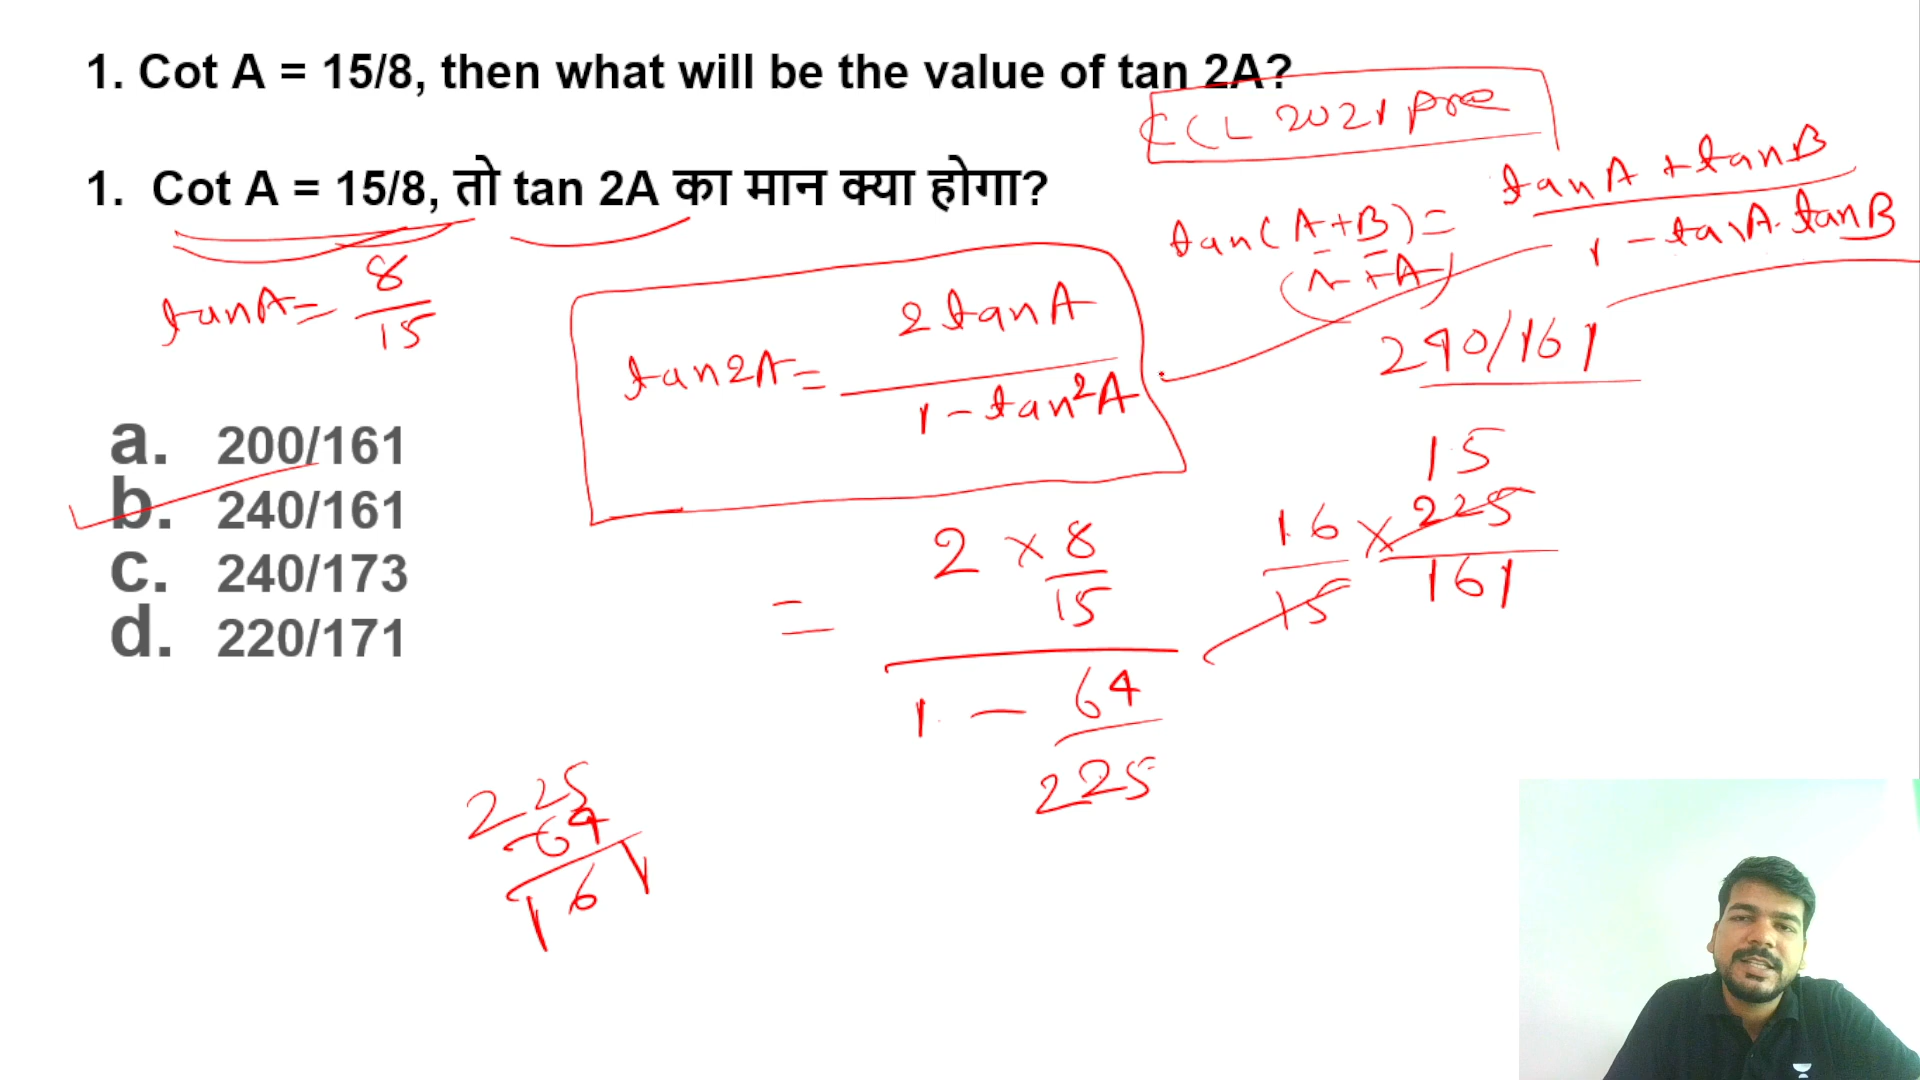 1. Cot A = 15/8, then what will be the value of tan 2A?
CCL 2021 pre
1. Cot A = 15/8, तो tan 2A का मान क्या होगा?
tan(A+B) = tanA + tanB / 1 - tanA.tanB
(A+A)
tanA = 8/15
tan2A = 2tanA / 1 - tan²A
240/161
a. 200/161
b. 240/161
c. 240/173
d. 220/171
= 2 × 8/15 / 1 - 64/225
15
16/15 × 225/161
225
-64
161